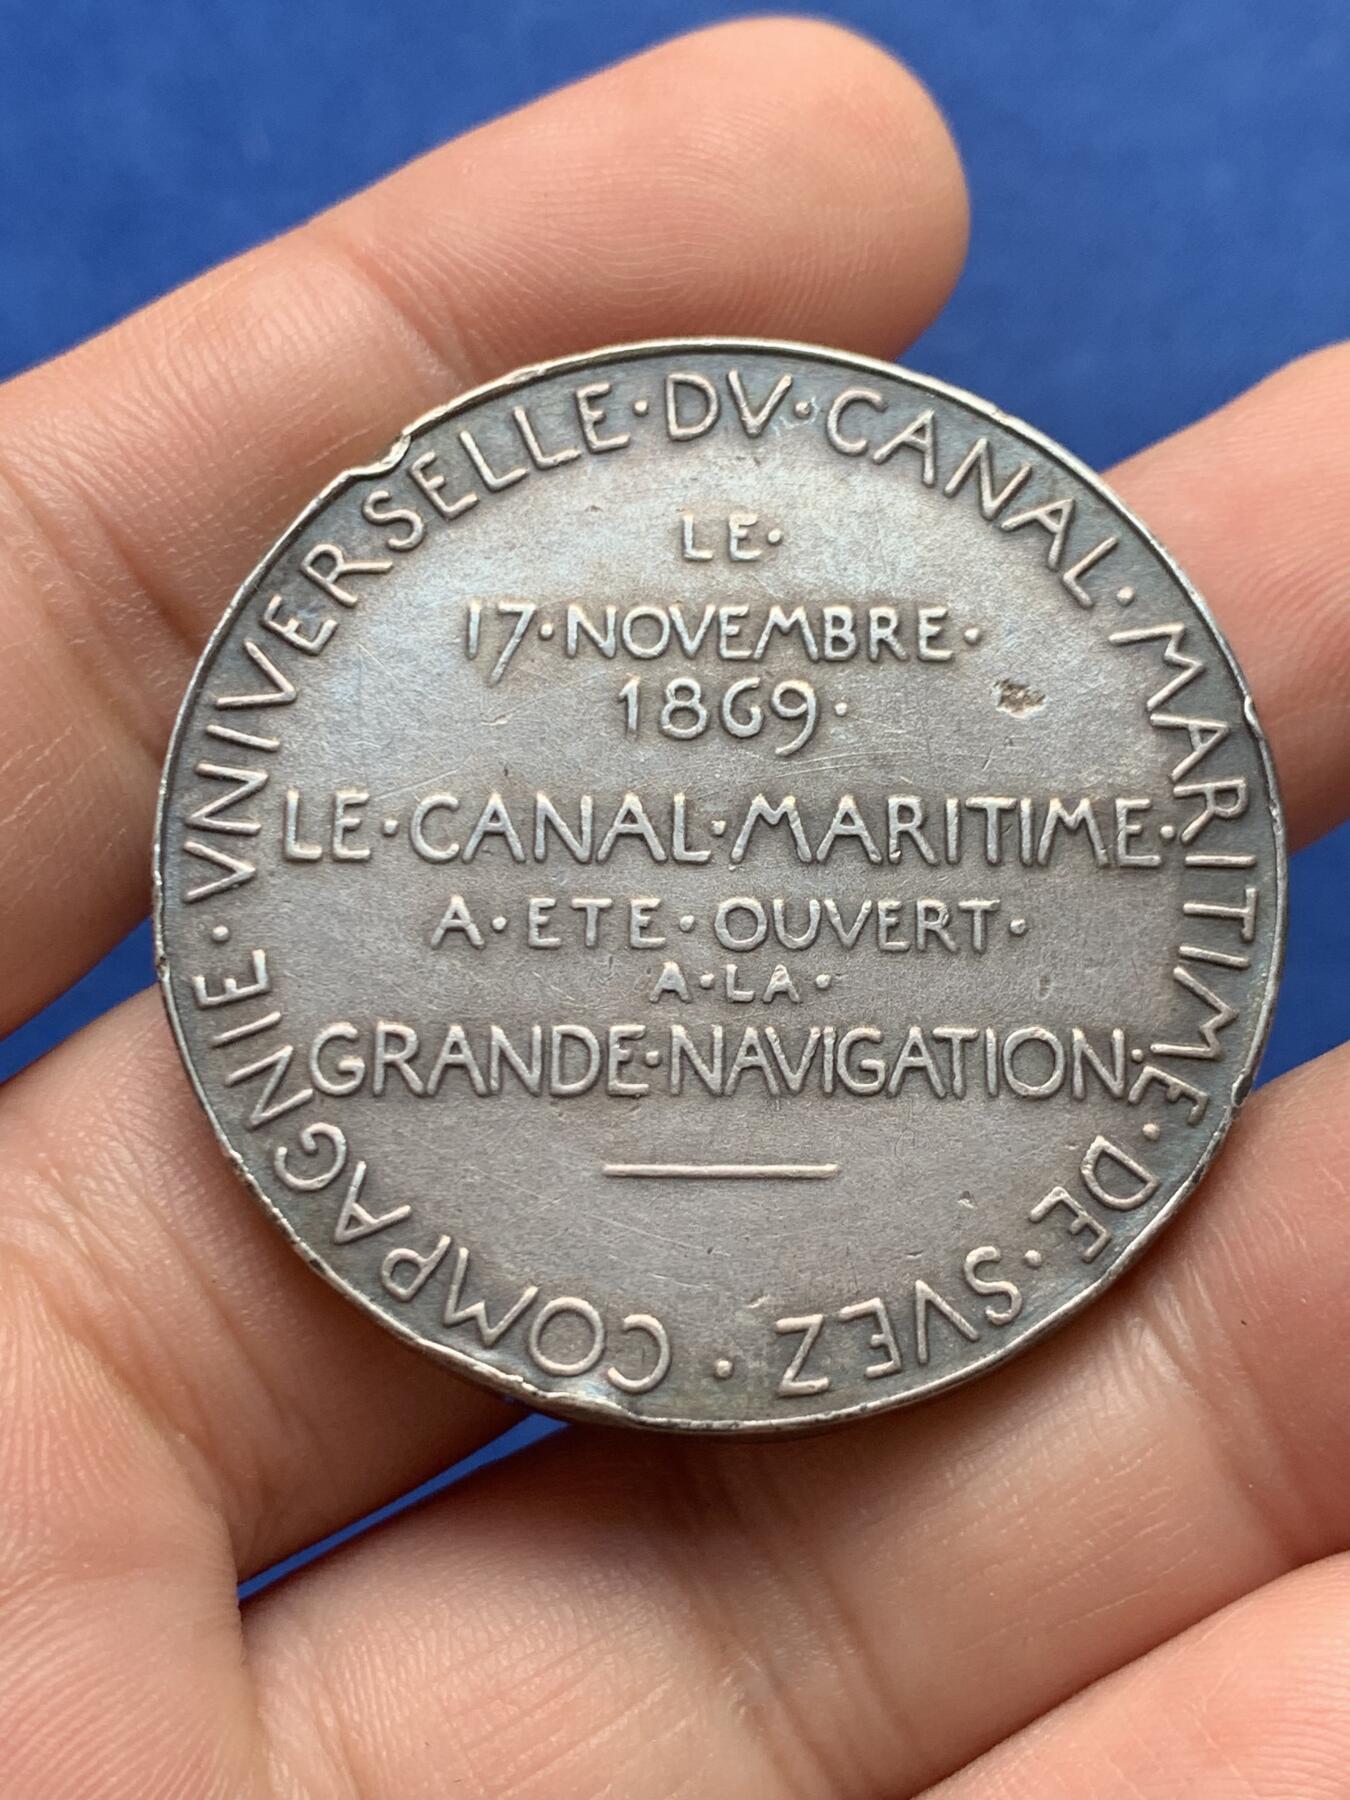 COMPAGNIE·VNIVERSELLE·DV·CANAL·MARITIME·DE·SVEZ·
LE·
17·NOVEMBRE·
1869·
LE·CANAL·MARITIME·
A·ETE·OUVERT·
A·LA·
GRANDE·NAVIGATION·